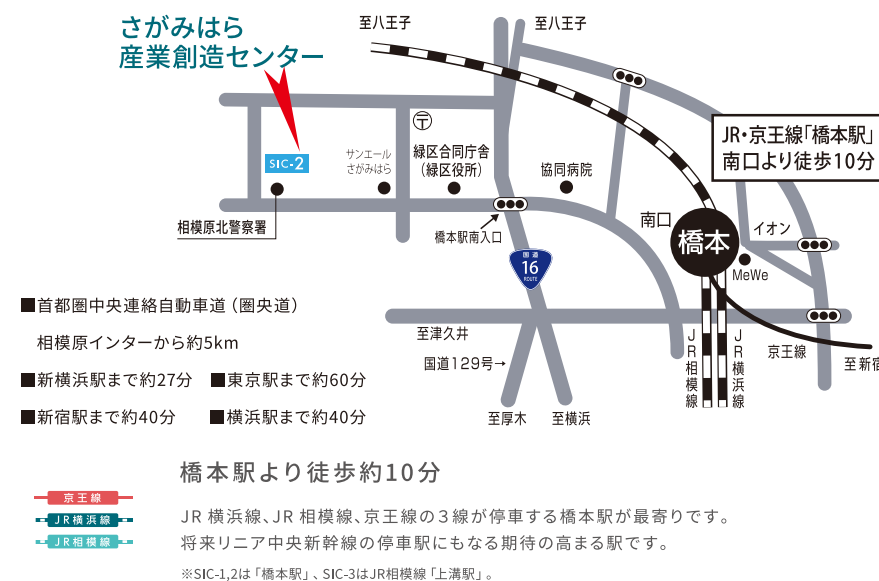 さがみはら
産業創造センター
至八王子
至八王子
JR・京王線「橋本駅」
南口より徒歩10分
〒
SIC-2
サンエール
さがみはら
緑区合同庁舎
(緑区役所)
協同病院
相模原北警察署
橋本駅南入口
南口
橋本
イオン
MeWe
国道
16
ROUTE
■首都圏中央連絡自動車道（圏央道）
相模原インターから約5km
■新横浜駅まで約27分 ■東京駅まで約60分
■新宿駅まで約40分 ■横浜駅まで約40分
至津久井
国道129号→
至厚木
至横浜
JR相模線
JR横浜線
京王線
至新宿
橋本駅より徒歩約10分
京王線
JR横浜線
JR相模線
JR 横浜線、JR 相模線、京王線の3線が停車する橋本駅が最寄りです。
将来リニア中央新幹線の停車駅にもなる期待の高まる駅です。
※SIC-1,2は「橋本駅」、SIC-3はJR相模線「上溝駅」。